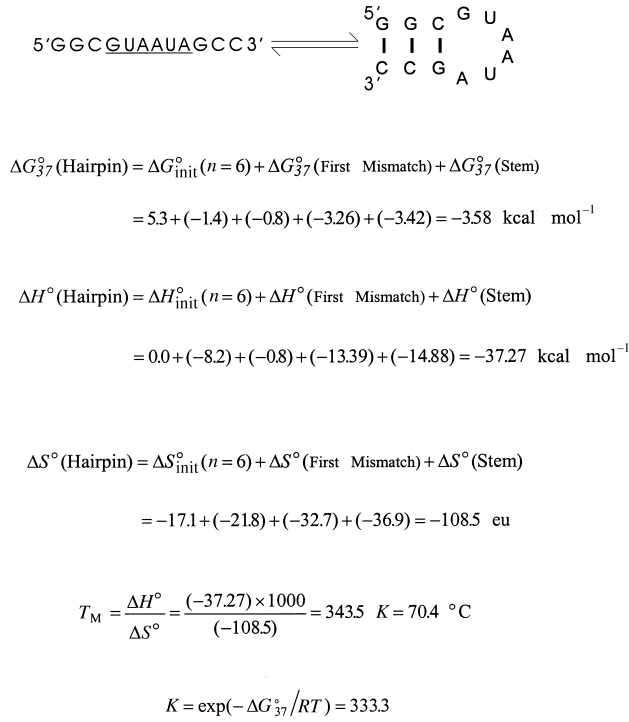 5'GGCGUAAUAGCC3' ⇌ 5' G G C G U A A U A G C C 3'
ΔG°37(Hairpin) = ΔG°init(n = 6) + ΔG°37(First Mismatch) + ΔG°37(Stem)
= 5.3 + (−1.4) + (−0.8) + (−3.26) + (−3.42) = −3.58 kcal mol−1
ΔH°(Hairpin) = ΔH°init(n = 6) + ΔH°(First Mismatch) + ΔH°(Stem)
= 0.0 + (−8.2) + (−0.8) + (−13.39) + (−14.88) = −37.27 kcal mol−1
ΔS°(Hairpin) = ΔS°init(n = 6) + ΔS°(First Mismatch) + ΔS°(Stem)
= −17.1 + (−21.8) + (−32.7) + (−36.9) = −108.5 eu
TM = ΔH°/ΔS° = (−37.27) × 1000/(−108.5) = 343.5 K = 70.4 °C
K = exp(−ΔG°37/RT) = 333.3